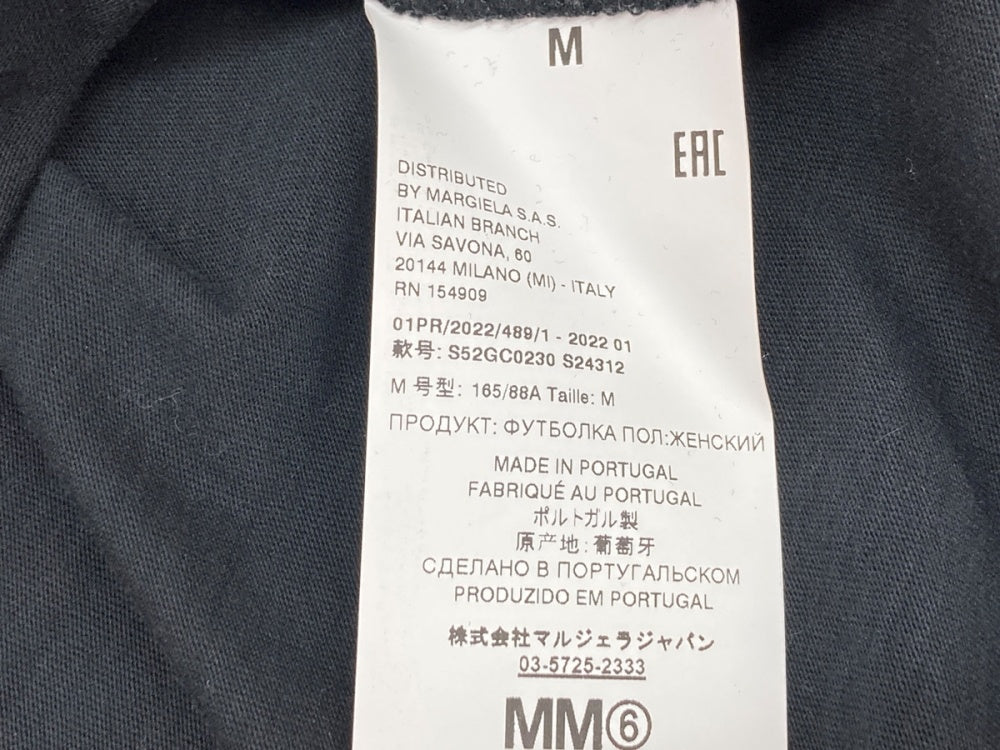 M
EAC
DISTRIBUTED
BY MARGIELA S.A.S.
ITALIAN BRANCH
VIA SAVONA, 60
20144 MILANO (MI) - ITALY
RN 154909
01PR/2022/489/1 - 2022 01
款号: S52GC0230 S24312
M 号型: 165/88A Taille: M
ПРОДУКТ: ФУТБОЛКА ПОЛ:ЖЕНСКИЙ
MADE IN PORTUGAL
FABRIQUÉ AU PORTUGAL
ポルトガル製
原产地:葡萄牙
СДЕЛАНО В ПОРТУГАЛЬСКОМ
PRODUZIDO EM PORTUGAL
株式会社マルジェラジャパン
03-5725-2333
MM⑥